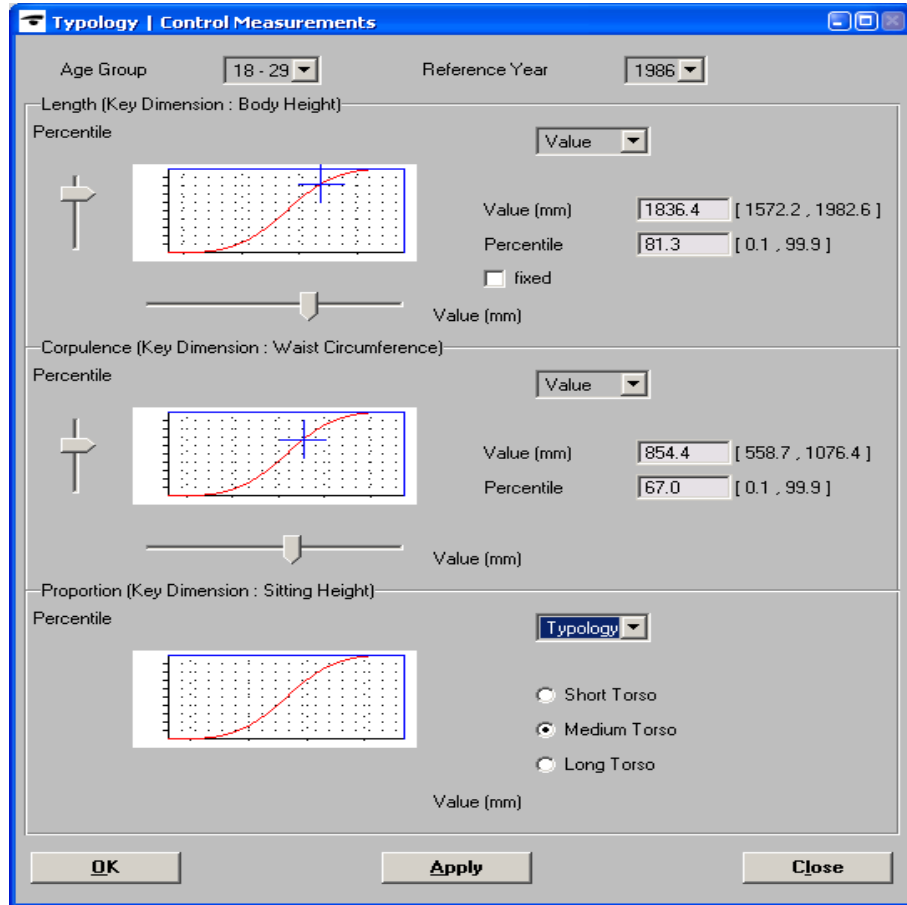 Typology | Control Measurements
Age Group 18 - 29 Reference Year 1986
Length (Key Dimension : Body Height)
Percentile
Value
Value (mm) 1836.4 [ 1572.2 , 1982.6 ]
Percentile 81.3 [ 0.1 , 99.9 ]
fixed
Value (mm)
Corpulence (Key Dimension : Waist Circumference)
Percentile
Value
Value (mm) 854.4 [ 558.7 , 1076.4 ]
Percentile 67.0 [ 0.1 , 99.9 ]
Value (mm)
Proportion (Key Dimension : Sitting Height)
Percentile
Typology
Short Torso
Medium Torso
Long Torso
Value (mm)
OK Apply Close